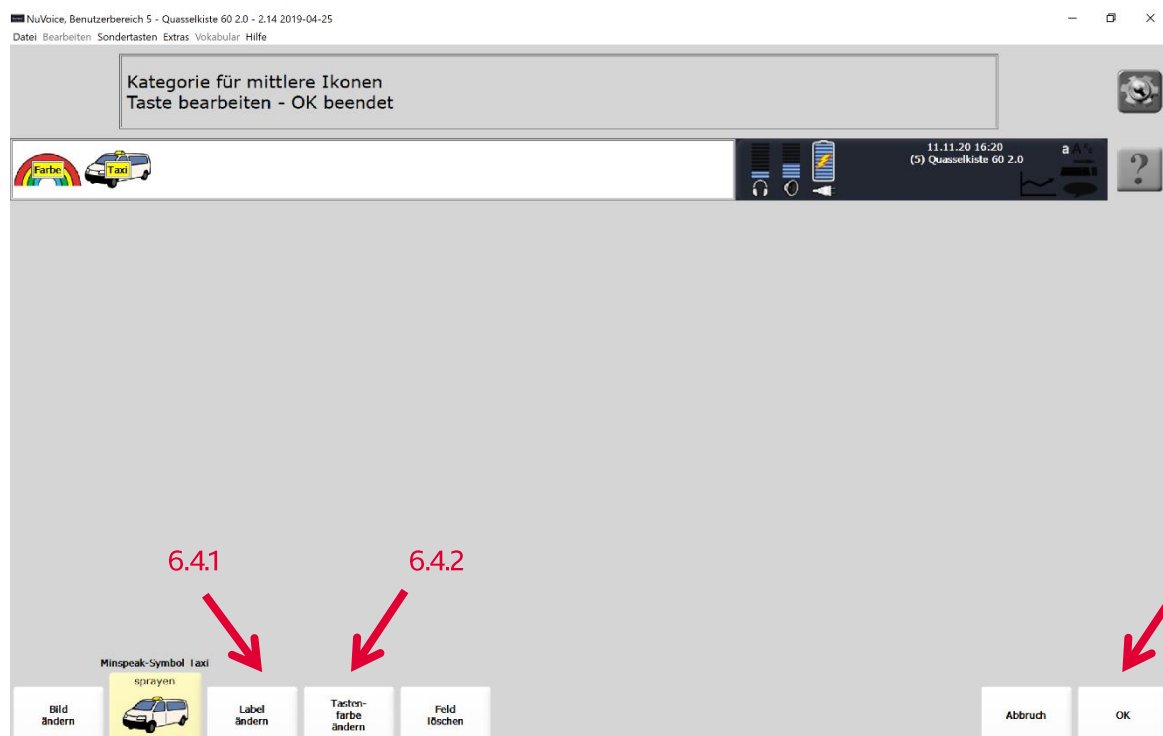 NuVoice, Benutzerbereich 5 - Quasselkiste 60 2.0 - 2.14 2019-04-25
Datei Bearbeiten Sondertasten Extras Vokabular Hilfe
Kategorie für mittlere Ikonen
Taste bearbeiten - OK beendet
Farbe
Taxi
11.11.20 16:20
(5) Quasselkiste 60 2.0
a
?
6.4.1
6.4.2
Minspeak-Symbol Taxi
sprayen
Bild
ändern
Label
ändern
Tasten-
farbe
ändern
Feld
löschen
Abbruch
OK